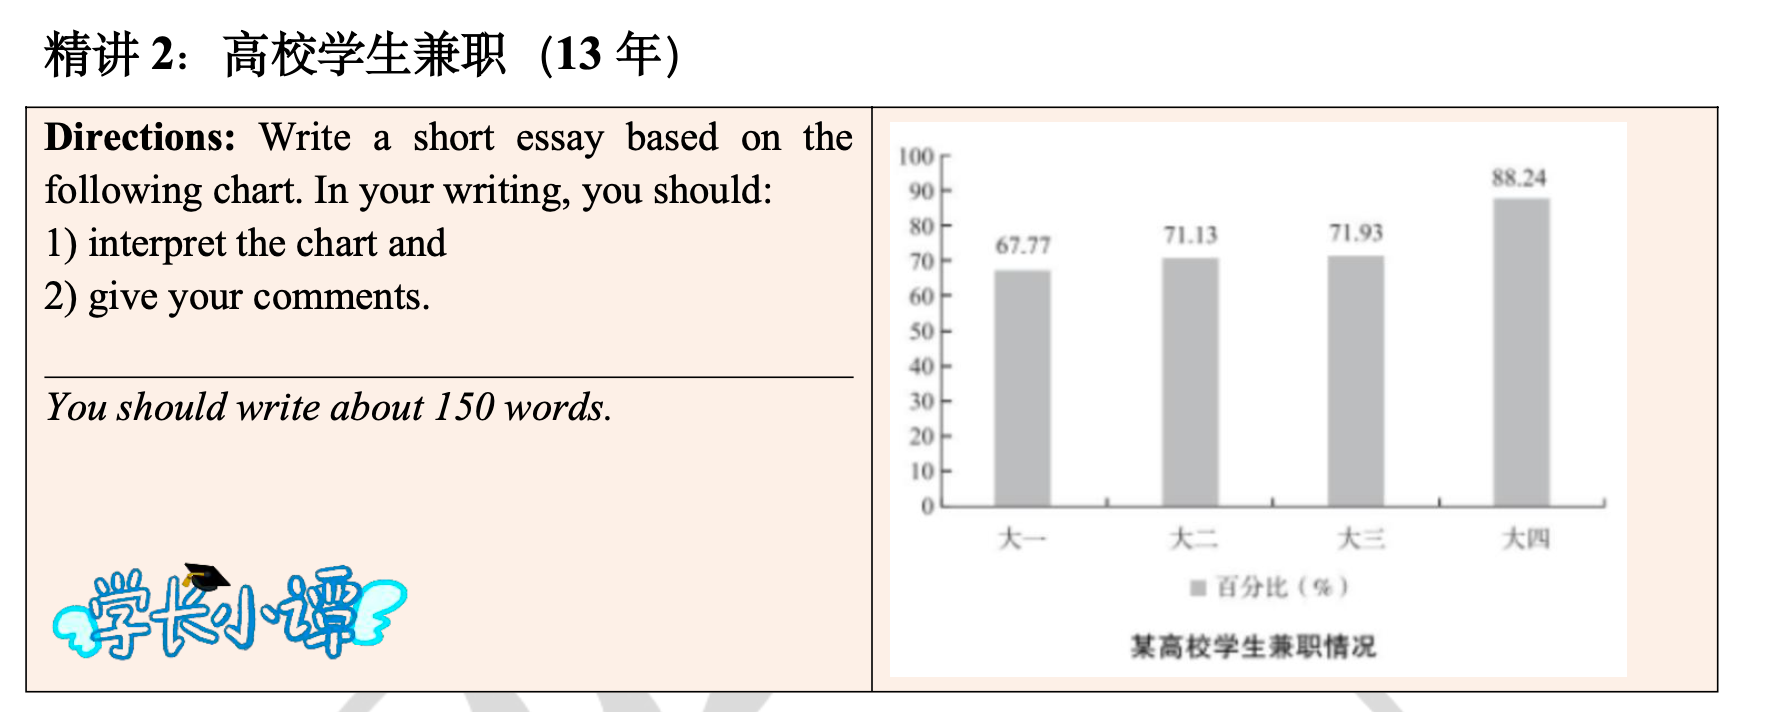 精讲 2：高校学生兼职（13 年）
Directions: Write a short essay based on the
following chart. In your writing, you should:
1) interpret the chart and
2) give your comments.
You should write about 150 words.
学长小谭
100
90
80
70
60
50
40
30
20
10
0
67.77
71.13
71.93
88.24
大一
大二
大三
大四
百分比（%）
某高校学生兼职情况